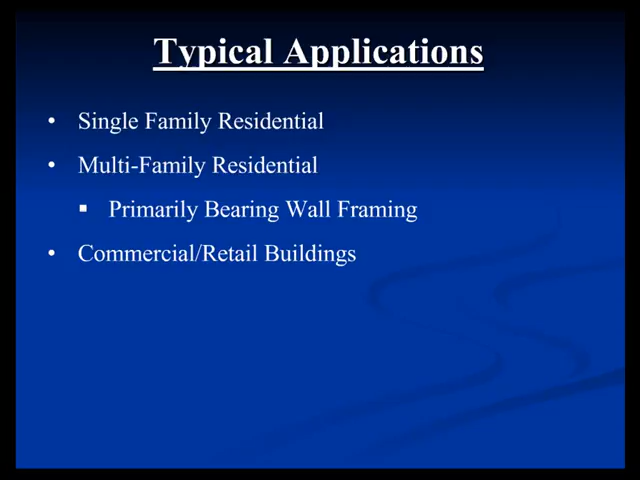 Typical Applications
• Single Family Residential
• Multi-Family Residential
▪ Primarily Bearing Wall Framing
• Commercial/Retail Buildings